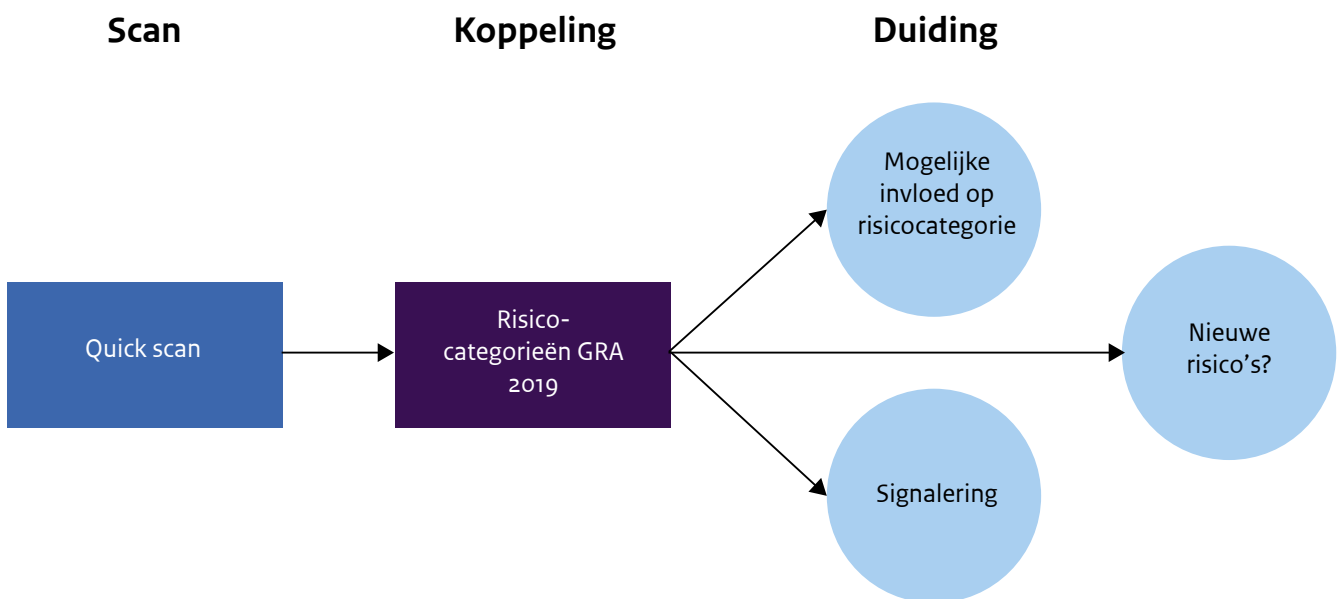 Scan
Koppeling
Duiding
Quick scan
Risico-
categorieën GRA
2019
Mogelijke
invloed op
risicocategorie
Signalering
Nieuwe
risico’s?